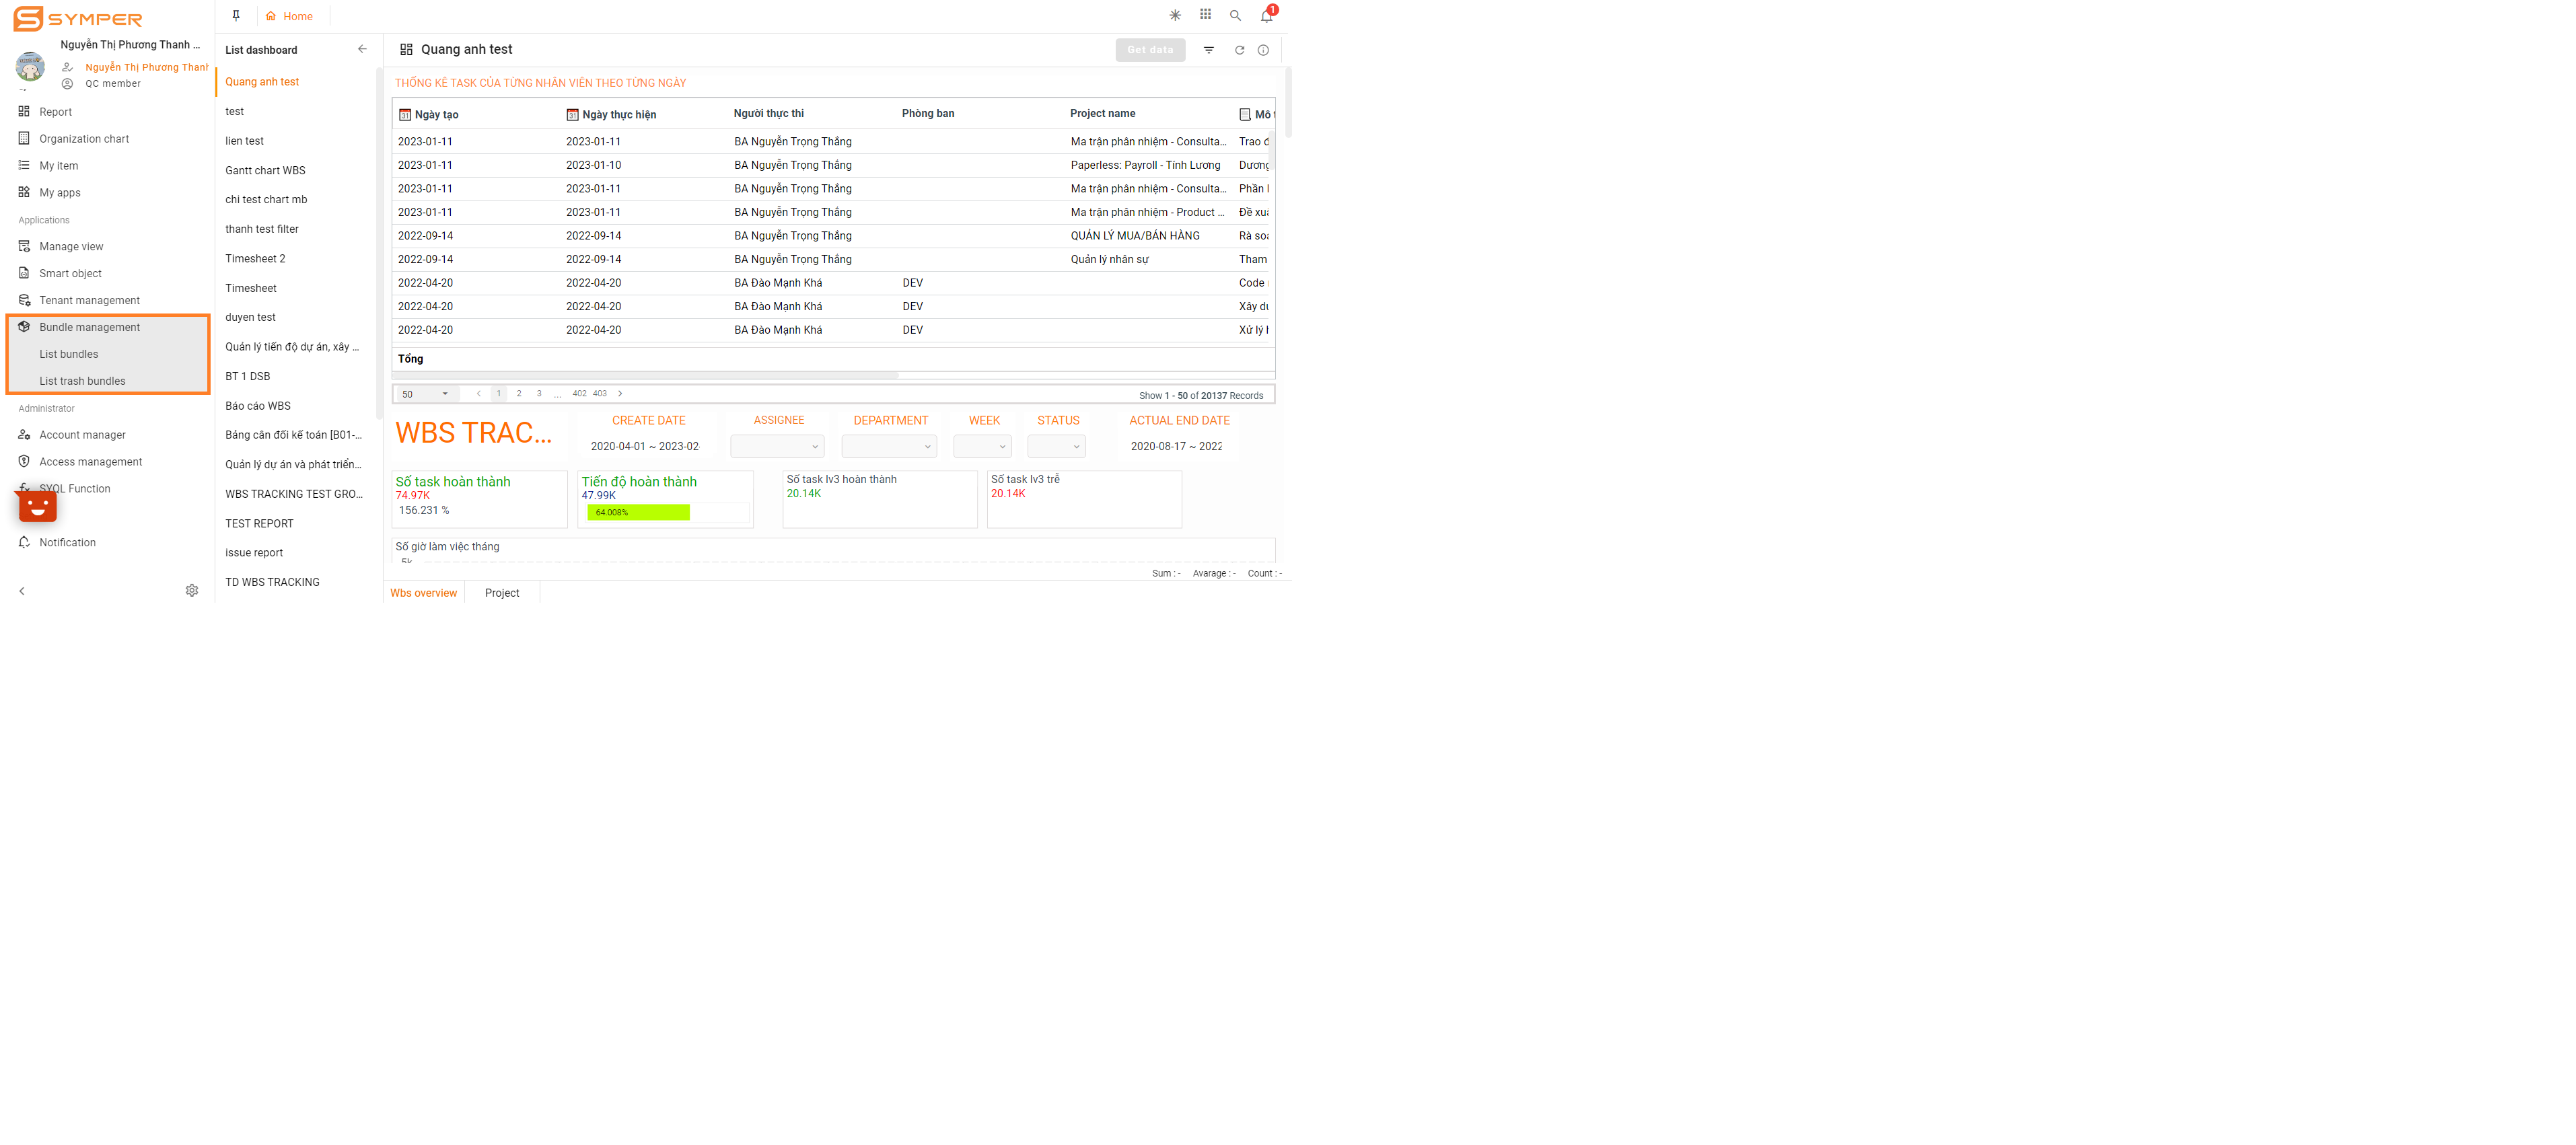 SYMPER
Nguyễn Thị Phương Thanh ...
Nguyễn Thị Phương Thanh
QC member
Report
Organization chart
My item
My apps
Applications
Manage view
Smart object
Tenant management
Bundle management
List bundles
List trash bundles
Administrator
Account manager
Access management
SYQL Function
Notification
Home
1
List dashboard
Quang anh test
test
lien test
Gantt chart WBS
chi test chart mb
thanh test filter
Timesheet 2
Timesheet
duyen test
Quản lý tiến độ dự án, xây ...
BT 1 DSB
Báo cáo WBS
Bảng cân đối kế toán [B01-...
Quản lý dự án và phát triển...
WBS TRACKING TEST GRO...
TEST REPORT
issue report
TD WBS TRACKING
Quang anh test
Get data
THỐNG KÊ TASK CỦA TỪNG NHÂN VIÊN THEO TỪNG NGÀY
Ngày tạo Ngày thực hiện Người thực thi Phòng ban Project name Mô t
2023-01-11 2023-01-11 BA Nguyễn Trọng Thắng Ma trận phân nhiệm - Consulta... Trao đ
2023-01-11 2023-01-10 BA Nguyễn Trọng Thắng Paperless: Payroll - Tính Lương Dương
2023-01-11 2023-01-11 BA Nguyễn Trọng Thắng Ma trận phân nhiệm - Consulta... Phần l
2023-01-11 2023-01-11 BA Nguyễn Trọng Thắng Ma trận phân nhiệm - Product ... Đề xuấ
2022-09-14 2022-09-14 BA Nguyễn Trọng Thắng QUẢN LÝ MUA/BÁN HÀNG Rà soá
2022-09-14 2022-09-14 BA Nguyễn Trọng Thắng Quản lý nhân sự Tham
2022-04-20 2022-04-20 BA Đào Mạnh Khá DEV Code
2022-04-20 2022-04-20 BA Đào Mạnh Khá DEV Xây dự
2022-04-20 2022-04-20 BA Đào Mạnh Khá DEV Xử lý h
Tổng
50 1 2 3 ... 402 403 Show 1 - 50 of 20137 Records
WBS TRAC...
CREATE DATE ASSIGNEE DEPARTMENT WEEK STATUS ACTUAL END DATE
2020-04-01 ~ 2023-02 2020-08-17 ~ 2022
Số task hoàn thành
74.97K
156.231 %
Tiến độ hoàn thành
47.99K
64.008%
Số task lv3 hoàn thành
20.14K
Số task lv3 trễ
20.14K
Số giờ làm việc tháng
5k
Sum : - Avarage : - Count : -
Wbs overview Project